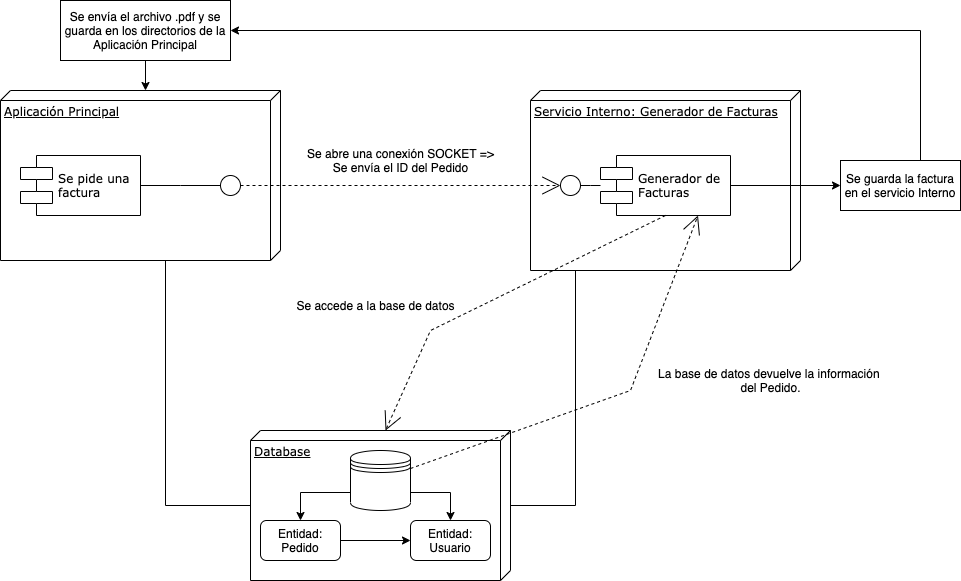 Se envía el archivo .pdf y se
guarda en los directorios de la
Aplicación Principal
Aplicación Principal
Se pide una
factura
Se abre una conexión SOCKET =>
Se envía el ID del Pedido
Servicio Interno: Generador de Facturas
Generador de
Facturas
Se guarda la factura
en el servicio Interno
Se accede a la base de datos
La base de datos devuelve la información
del Pedido.
Database
Entidad:
Pedido
Entidad:
Usuario